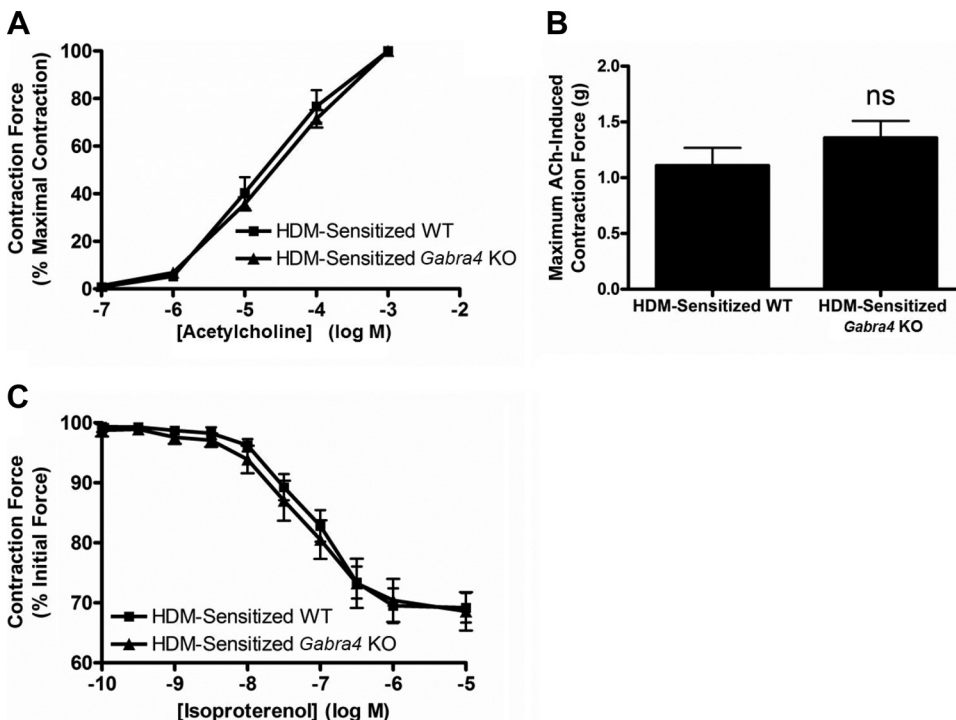 A
Contraction Force
(% Maximal Contraction)
100
80
60
40
20
0
HDM-Sensitized WT
HDM-Sensitized Gabra4 KO
-7 -6 -5 -4 -3 -2
[Acetylcholine] (log M)
B
Maximum ACh-Induced
Contraction Force (g)
2.0
1.5
1.0
0.5
0.0
ns
HDM-Sensitized WT
HDM-Sensitized
Gabra4 KO
C
Contraction Force
(% Initial Force)
100
90
80
70
60
HDM-Sensitized WT
HDM-Sensitized Gabra4 KO
-10 -9 -8 -7 -6 -5
[Isoproterenol] (log M)